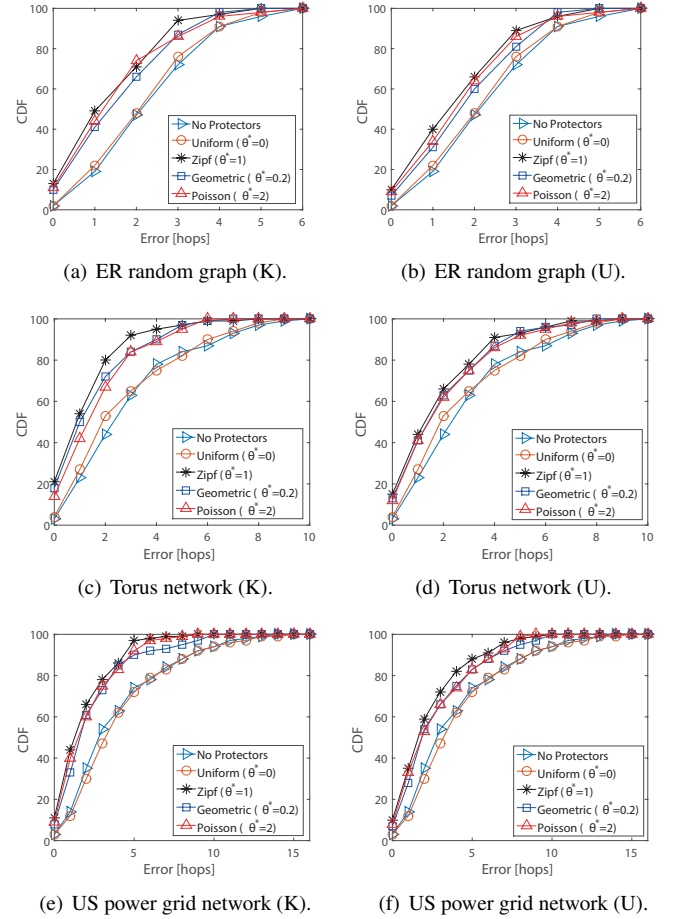 100
80
60
40
20
0
CDF
0 1 2 3 4 5 6
Error [hops]
No Protectors
Uniform (θ*=0)
Zipf (θ*=1)
Geometric ( θ*=0.2)
Poisson ( θ*=2)
(a) ER random graph (K).
100
80
60
40
20
0
CDF
0 1 2 3 4 5 6
Error [hops]
No Protectors
Uniform (θ*=0)
Zipf (θ*=1)
Geometric ( θ*=0.2)
Poisson ( θ*=2)
(b) ER random graph (U).
100
80
60
40
20
0
CDF
0 2 4 6 8 10
Error [hops]
No Protectors
Uniform (θ*=0)
Zipf (θ*=1)
Geometric ( θ*=0.2)
Poisson ( θ*=2)
(c) Torus network (K).
100
80
60
40
20
0
CDF
0 2 4 6 8 10
Error [hops]
No Protectors
Uniform (θ*=0)
Zipf (θ*=1)
Geometric ( θ*=0.2)
Poisson ( θ*=2)
(d) Torus network (U).
100
80
60
40
20
0
CDF
0 5 10 15
Error [hops]
No Protectors
Uniform (θ*=0)
Zipf (θ*=1)
Geometric ( θ*=0.2)
Poisson ( θ*=2)
(e) US power grid network (K).
100
80
60
40
20
0
CDF
0 5 10 15
Error [hops]
No Protectors
Uniform (θ*=0)
Zipf (θ*=1)
Geometric ( θ*=0.2)
Poisson ( θ*=2)
(f) US power grid network (U).